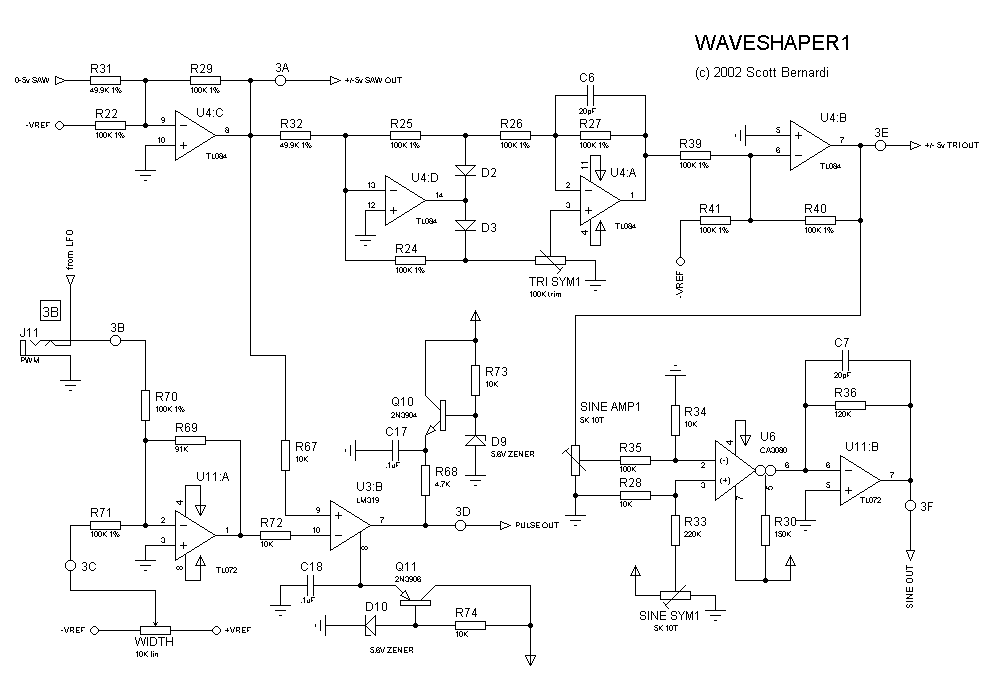 WAVESHAPER1
(c) 2002 Scott Bernardi
0-5v SAW
R31
49.9K 1%
R29
100K 1%
3A
+/-5v SAW OUT
-VREF
R22
100K 1%
9
10
U4:C
8
TL084
R32
49.9K 1%
R25
100K 1%
R26
100K 1%
C6
20pF
R27
100K 1%
13
12
U4:D
14
TL084
D2
D3
R24
100K 1%
2
3
11
4
U4:A
1
TL084
TRI SYM1
100K trim
R39
100K 1%
5
6
U4:B
7
TL084
3E
+/- 5v TRI OUT
R41
100K 1%
R40
100K 1%
-VREF
from LFO
3B
J11
PWM
3B
R70
100K 1%
R69
91K
R71
100K 1%
2
3
4
8
U11:A
1
TL072
3C
-VREF
+VREF
WIDTH
10K lin
R72
10K
R67
10K
9
10
U3:B
LM319
7
8
Q10
2N3904
R73
10K
D9
5.6V ZENER
C17
.1uF
R68
4.7K
3D
PULSE OUT
C18
.1uF
Q11
2N3906
D10
5.6V ZENER
R74
10K
SINE AMP1
5K 10T
R35
100K
R34
10K
R28
10K
R33
220K
SINE SYM1
5K 10T
U6
CA3080
(-)
(+)
2
3
4
7
5
6
R30
150K
C7
20pF
R36
120K
6
5
U11:B
7
TL072
3F
SINE OUT